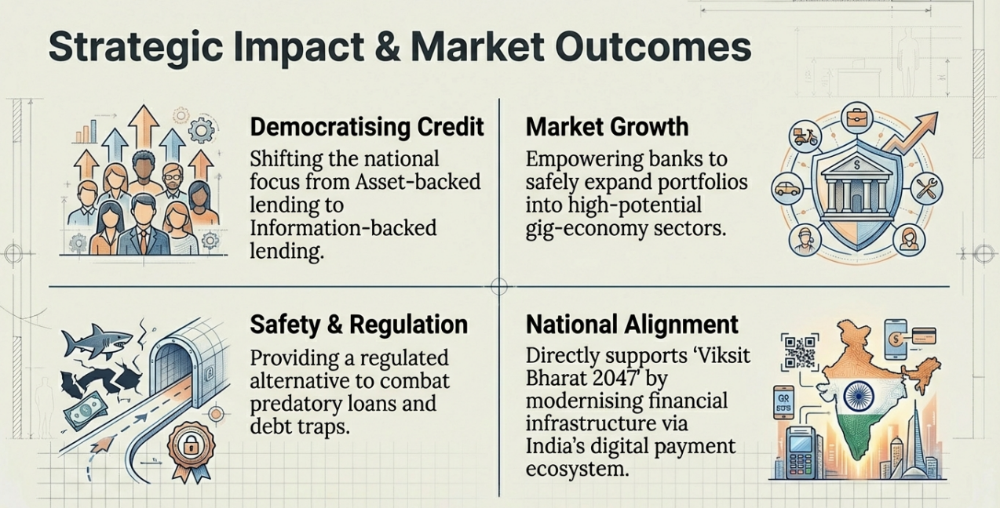 Strategic Impact & Market Outcomes
Democratising Credit
Shifting the national
focus from Asset-backed
lending to
Information-backed
lending.
Market Growth
Empowering banks to
safely expand portfolios
into high-potential
gig-economy sectors.
$
Safety & Regulation
Providing a regulated
alternative to combat
predatory loans and
debt traps.
National Alignment
Directly supports ‘Viksit
Bharat 2047’ by
modernising financial
infrastructure via
India’s digital payment
ecosystem.
$